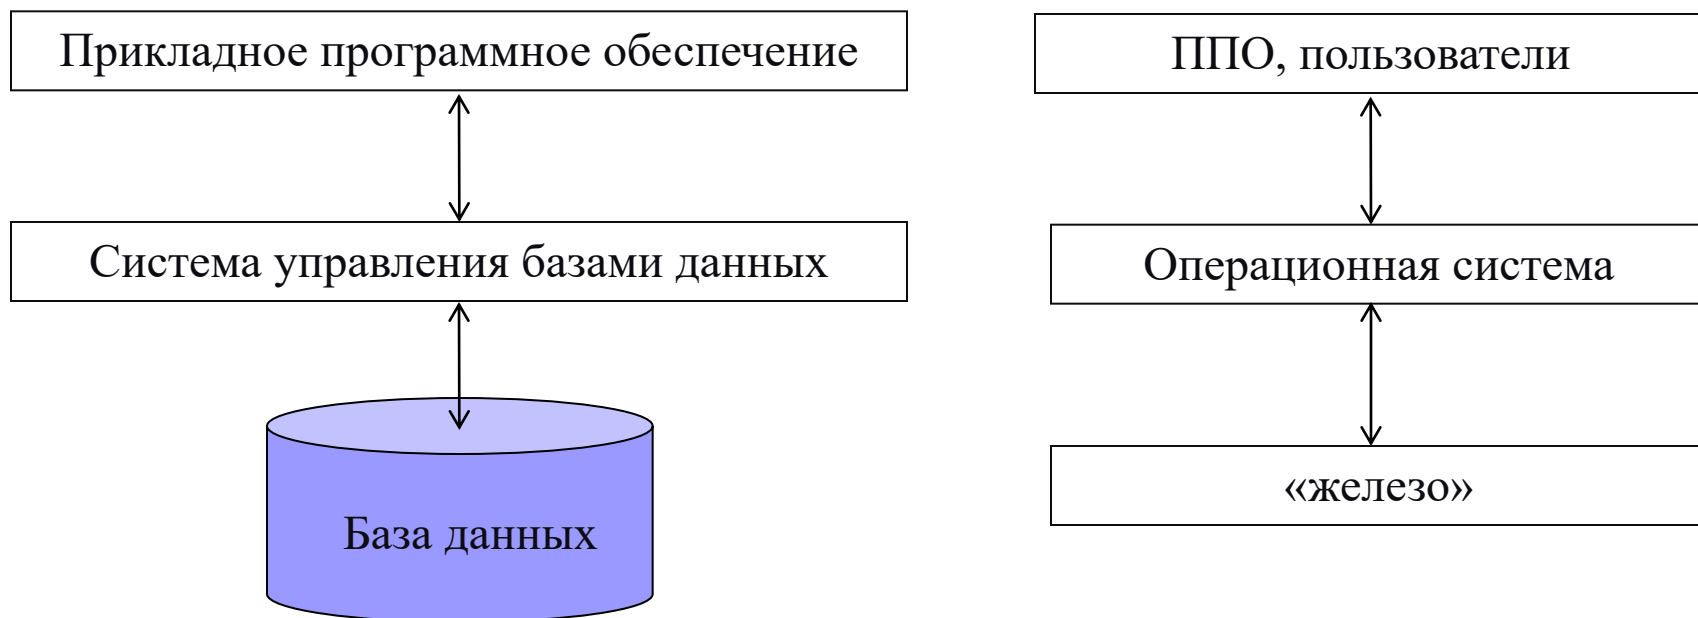 Прикладное программное обеспечение
Система управления базами данных
База данных
ППО, пользователи
Операционная система
«железо»